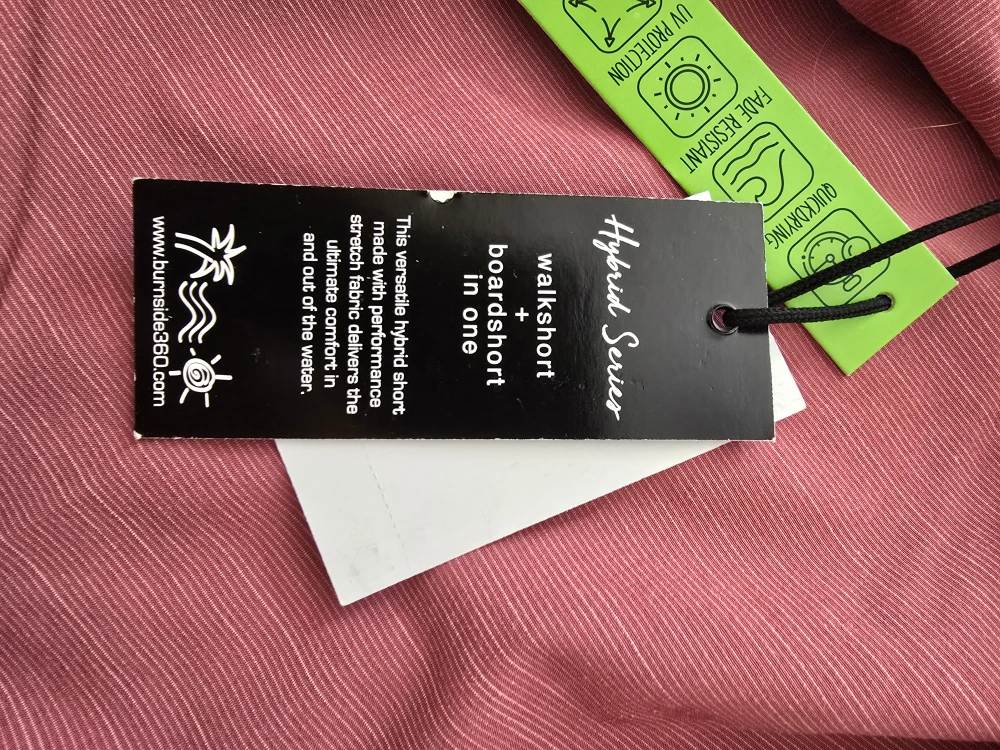 Hybrid Series
walkshort
+
boardshort
in one
This versatile hybrid short
made with performance
stretch fabric delivers the
ultimate comfort in
and out of the water.
www.burnside360.com
UV PROTECTION
FADE RESISTANT
QUICKDRYING